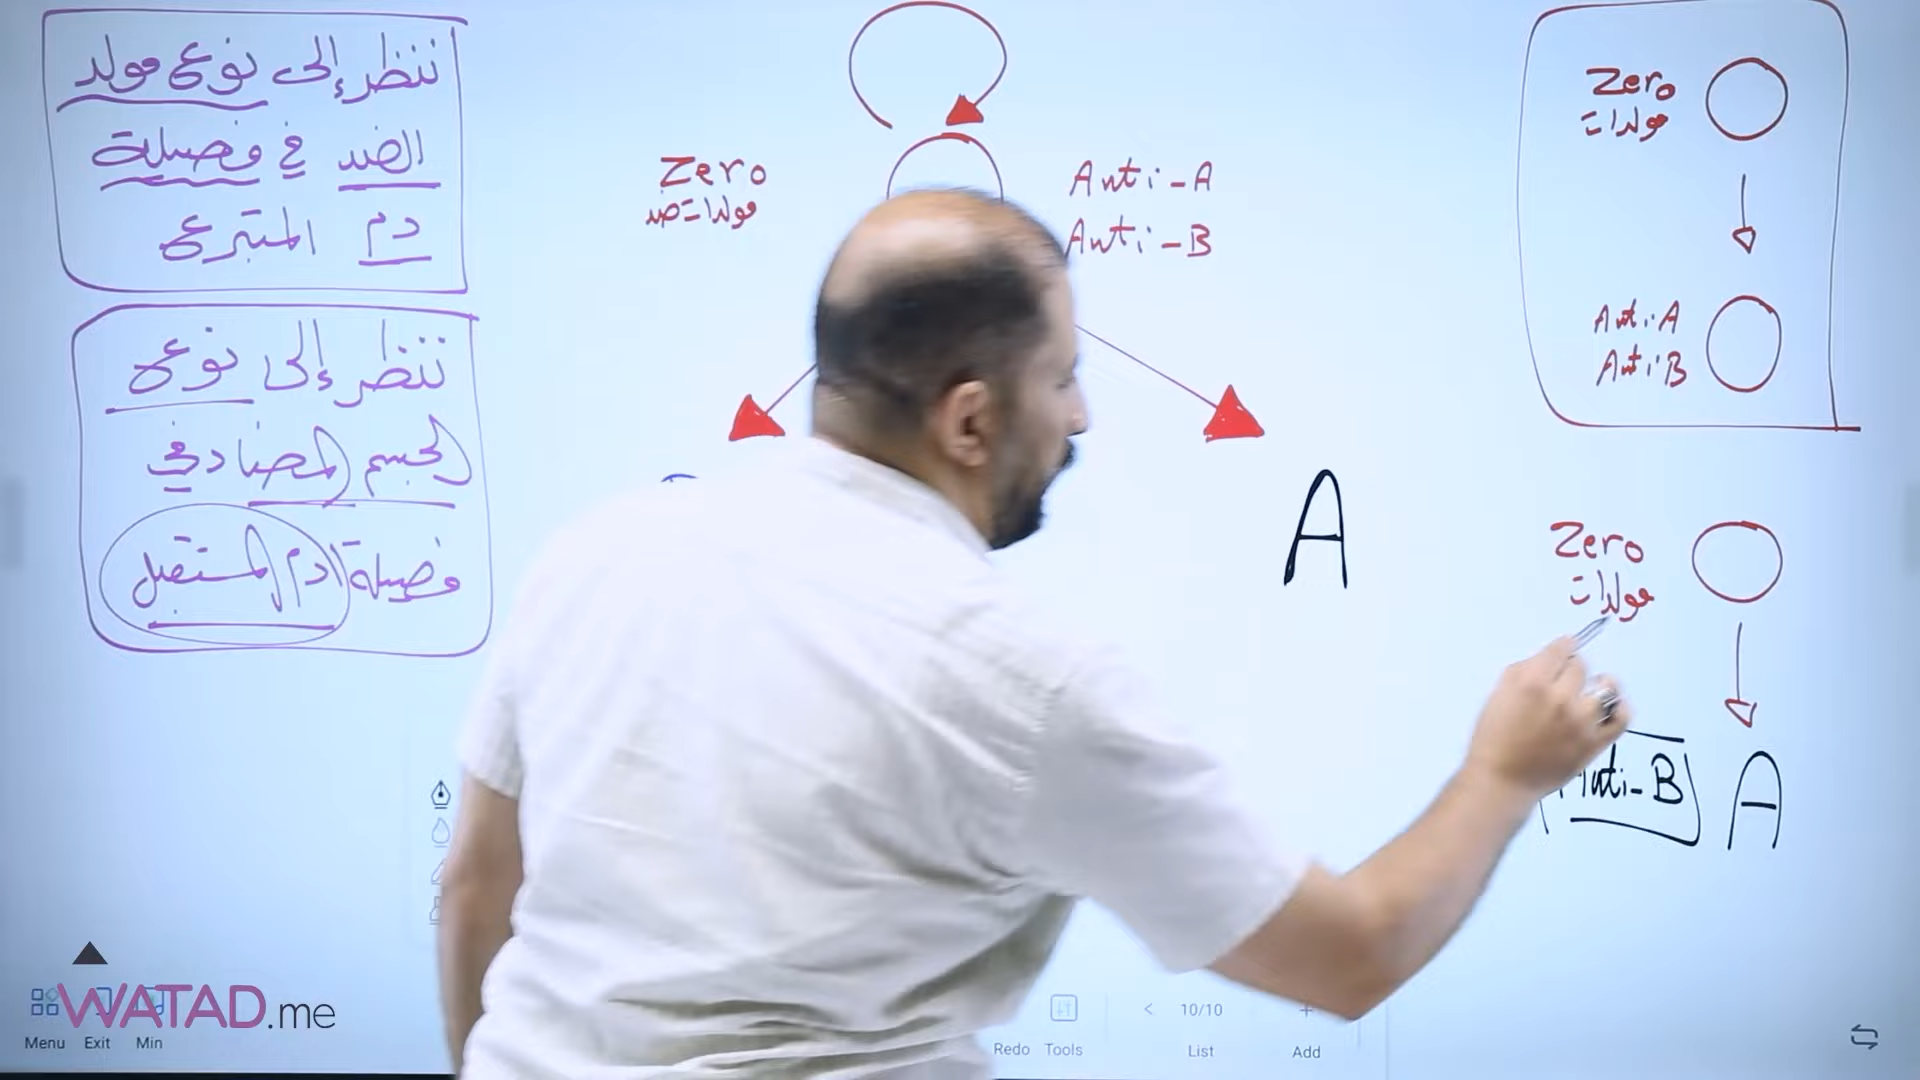 ننظر إلى نوع مولد
الضد في فصيلة
دم المتبرع
ننظر إلى نوع
الجسم المضاد في
فصيلة دم المستقبل
Zero
مولدات ضد
Anti-A
Anti-B
A
Zero
مولدات
Anti-A
Anti-B
Zero
مولدات
Anti-B A
WATAD.me
Menu Exit Min
Redo Tools
< 10/10
List
+
Add